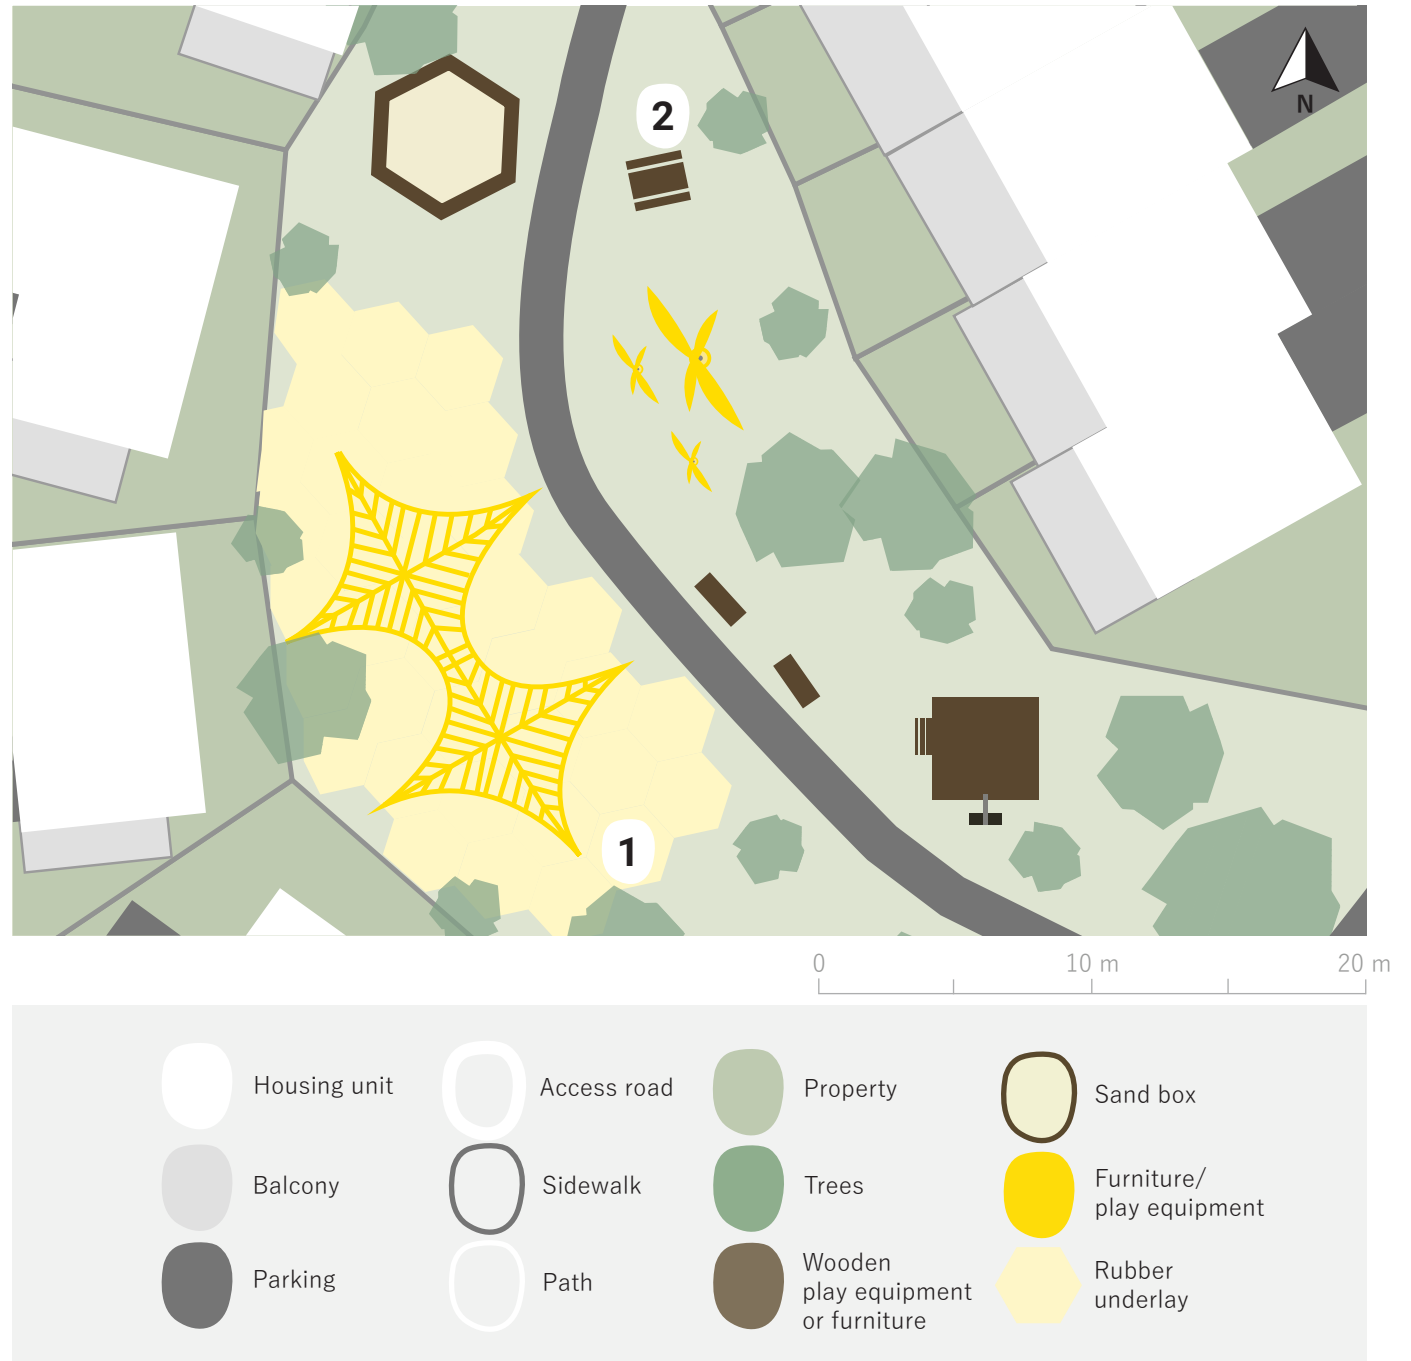 N
2
1
0
10 m
20 m
Housing unit
Access road
Property
Sand box
Balcony
Sidewalk
Trees
Furniture/
play equipment
Parking
Path
Wooden
play equipment
or furniture
Rubber
underlay